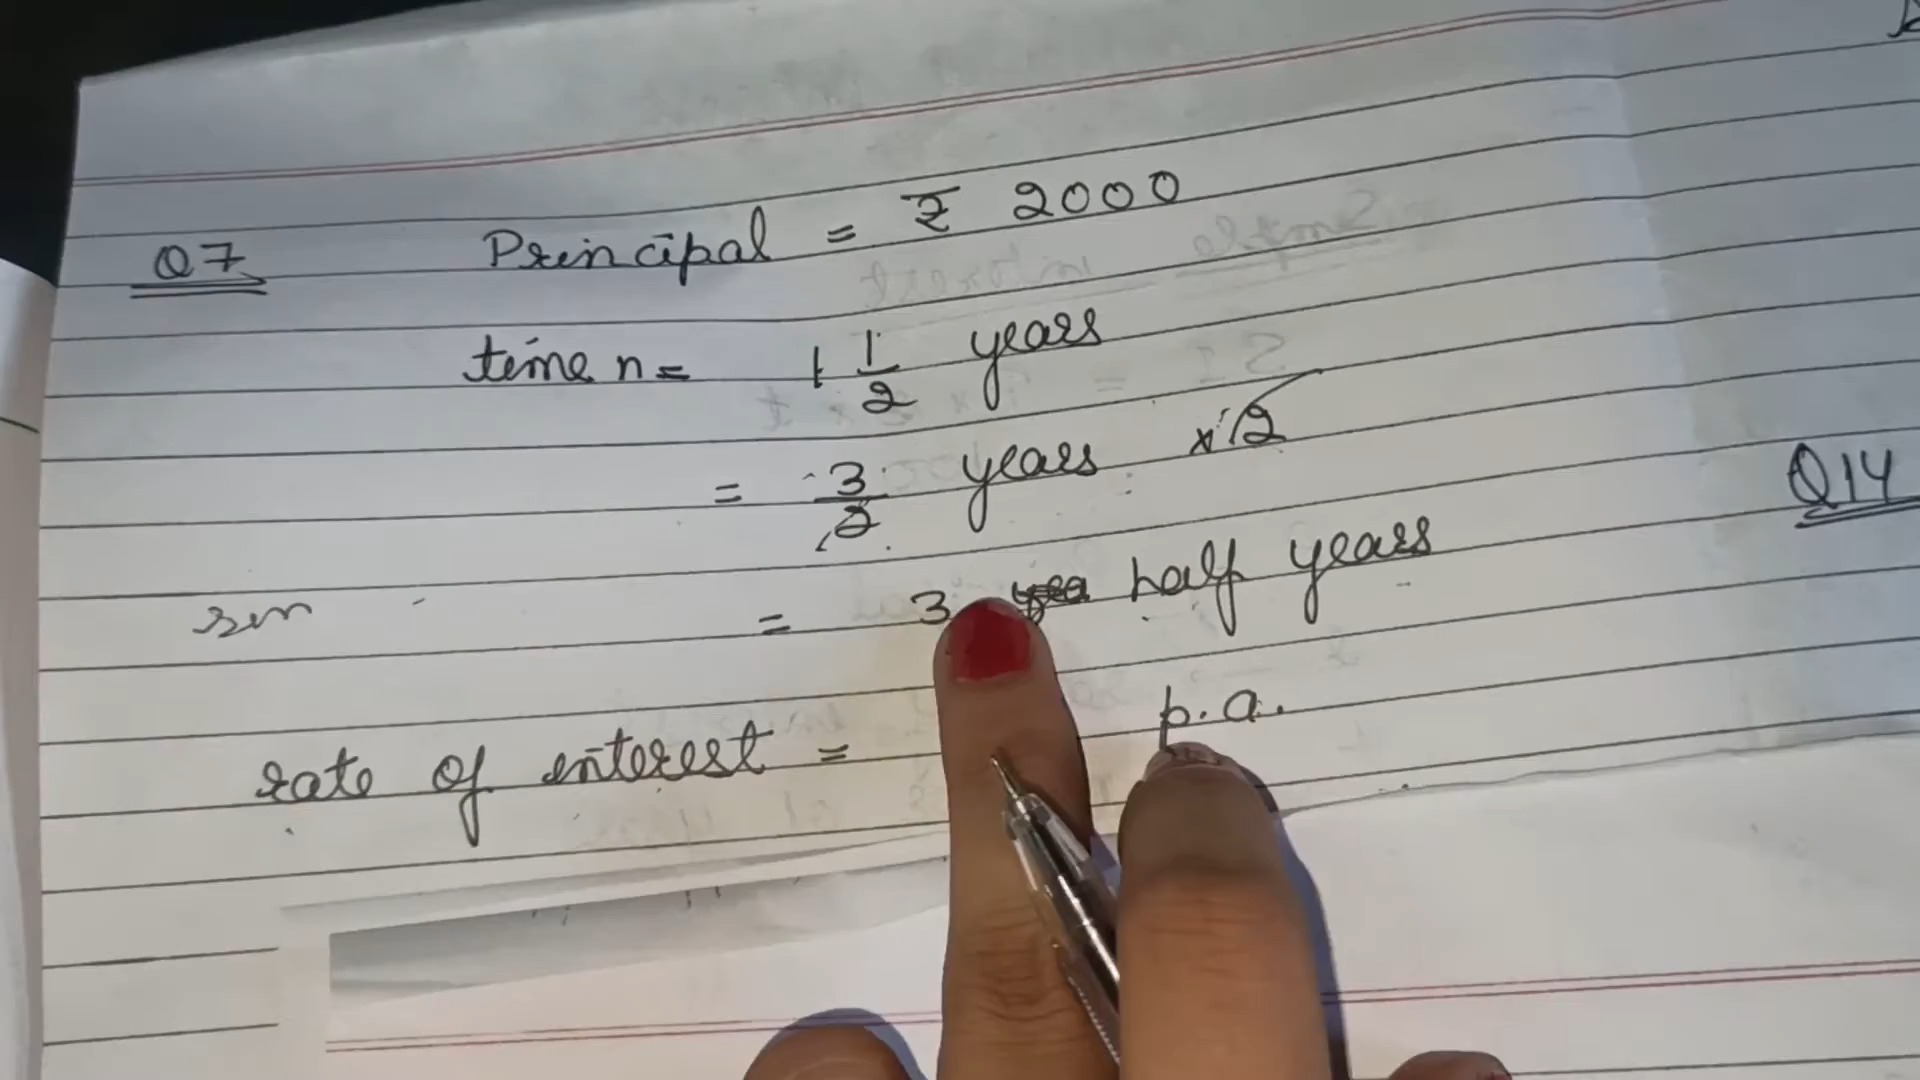 Q7 Principal = ₹ 2000
time n = 1 1/2 years
= 3/2 years ×2
Q14
= 3 half years
rate of interest = p.a.